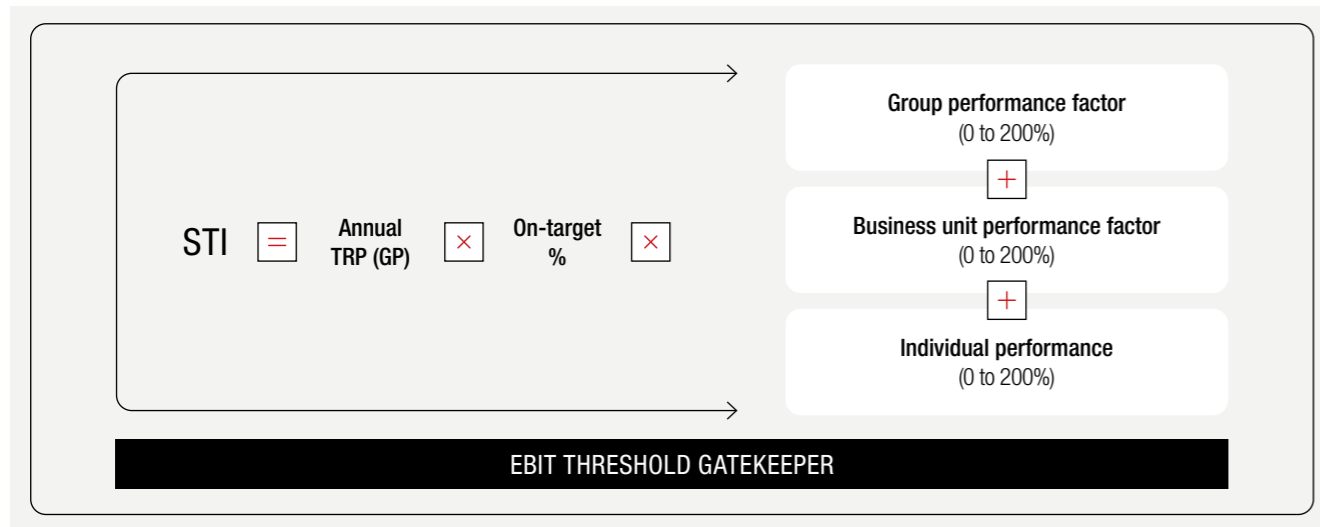 Group performance factor
(0 to 200%)
+
Business unit performance factor
(0 to 200%)
+
Individual performance
(0 to 200%)
STI = Annual TRP (GP) × On-target % ×
EBIT THRESHOLD GATEKEEPER